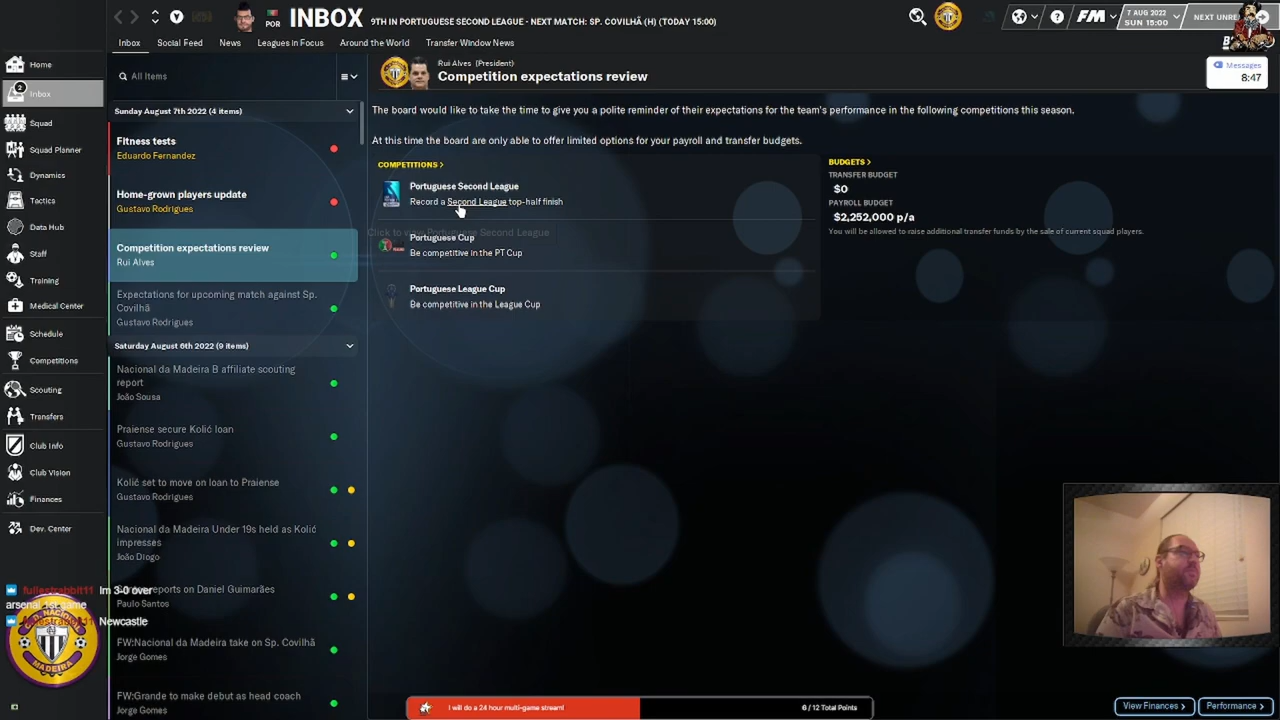 POR
INBOX
9TH IN PORTUGUESE SECOND LEAGUE - NEXT MATCH: SP. COVILHÃ (H) (TODAY 15:00)
FM
7 AUG 2022
SUN 15:00
Inbox
Social Feed
News
Leagues in Focus
Around the World
Transfer Window News
Messages
8:47
Home
2
Inbox
Squad
Squad Planner
Dynamics
Tactics
Data Hub
Staff
Training
Medical Center
Schedule
Competitions
Scouting
Transfers
Club Info
Club Vision
Finances
Dev. Center
All Items
Sunday August 7th 2022 (4 items)
Fitness tests
Eduardo Fernandez
Home-grown players update
Gustavo Rodrigues
Competition expectations review
Rui Alves
Expectations for upcoming match against Sp.
Covilhã
Gustavo Rodrigues
Saturday August 6th 2022 (9 items)
Nacional da Madeira B affiliate scouting
report
João Sousa
Praiense secure Kolić loan
Gustavo Rodrigues
Kolić set to move on loan to Praiense
Gustavo Rodrigues
Nacional da Madeira Under 19s held as Kolić
impresses
João Diogo
reports on Daniel Guimarães
Paulo Santos
FW:Nacional da Madeira take on Sp. Covilhã
Jorge Gomes
FW:Grande to make debut as head coach
Jorge Gomes
Im 3-0 over
arsenal 1st game
Newcastle
NACIONAL
MADEIRA
Rui Alves (President)
Competition expectations review
The board would like to take the time to give you a polite reminder of their expectations for the team's performance in the following competitions this season.
At this time the board are only able to offer limited options for your payroll and transfer budgets.
COMPETITIONS >
Portuguese Second League
Record a Second League top-half finish
Click to view Portuguese Second League
Portuguese Cup
Be competitive in the PT Cup
Portuguese League Cup
Be competitive in the League Cup
BUDGETS >
TRANSFER BUDGET
$0
PAYROLL BUDGET
$2,252,000 p/a
You will be allowed to raise additional transfer funds by the sale of current squad players.
I will do a 24 hour multi-game stream!
6 / 12 Total Points
View Finances >
Performance >